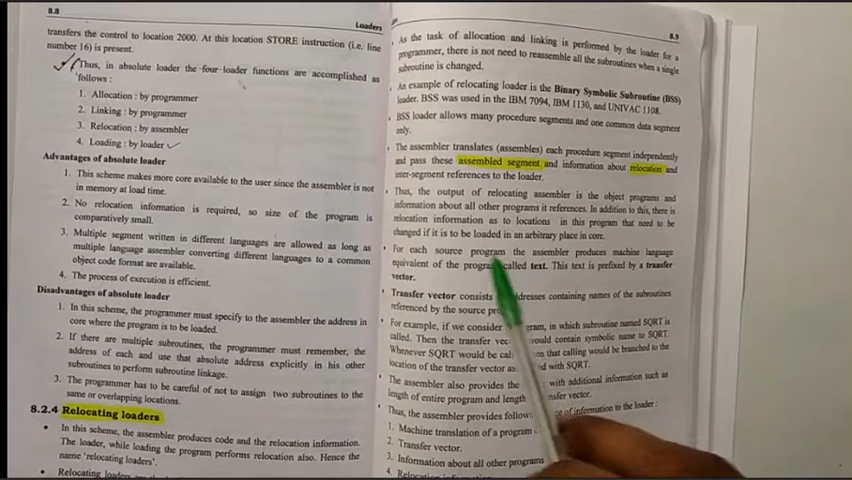 8.8
Loaders
transfers the control to location 2000. At this location STORE instruction (i.e. line
number 16) is present.
Thus, in absolute loader the four loader functions are accomplished as
follows :
1. Allocation : by programmer
2. Linking : by programmer
3. Relocation : by assembler
4. Loading : by loader
Advantages of absolute loader
1. This scheme makes more core available to the user since the assembler is not
in memory at load time.
2. No relocation information is required, so size of the program is
comparatively small.
3. Multiple segment written in different languages are allowed as long as
multiple language assembler converting different languages to a common
object code format are available.
4. The process of execution is efficient.
Disadvantages of absolute loader
1. In this scheme, the programmer must specify to the assembler the address in
core where the program is to be loaded.
2. If there are multiple subroutines, the programmer must remember, the
address of each and use that absolute address explicitly in his other
subroutines to perform subroutine linkage.
3. The programmer has to be careful of not to assign two subroutines to the
same or overlapping locations.
8.2.4 Relocating loaders
• In this scheme, the assembler produces code and the relocation information.
The loader, while loading the program performs relocation also. Hence the
name 'relocating loaders'.
• Relocating loaders
8.9
As the task of allocation and linking is performed by the loader for a
programmer, there is not need to reassemble all the subroutines when a single
subroutine is changed.
An example of relocating loader is the Binary Symbolic Subroutine (BSS)
loader. BSS was used in the IBM 7094, IBM 1130, and UNIVAC 1108.
• BSS loader allows many procedure segments and one common data segment
only.
• The assembler translates (assembles) each procedure segment independently
and pass these assembled segment and information about relocation and
inter-segment references to the loader.
• Thus, the output of relocating assembler is the object programs and
information about all other programs it references. In addition to this, there is
relocation information as to locations in this program that need to be
changed if it is to be loaded in an arbitrary place in core.
• For each source program the assembler produces machine language
equivalent of the program called text. This text is prefixed by a transfer
vector.
• Transfer vector consists addresses containing names of the subroutines
referenced by the source
• For example, if we consider in which subroutine named SQRT is
called. Then the transfer would contain symbolic name to SQRT.
Whenever SQRT would be that calling would be branched to the
location of the transfer vector with SQRT.
• The assembler also provides the with additional information such as
length of entire program and length
• Thus, the assembler provides of information to the loader :
1. Machine translation of a program
2. Transfer vector.
3. Information about all other programs
4. Relocation